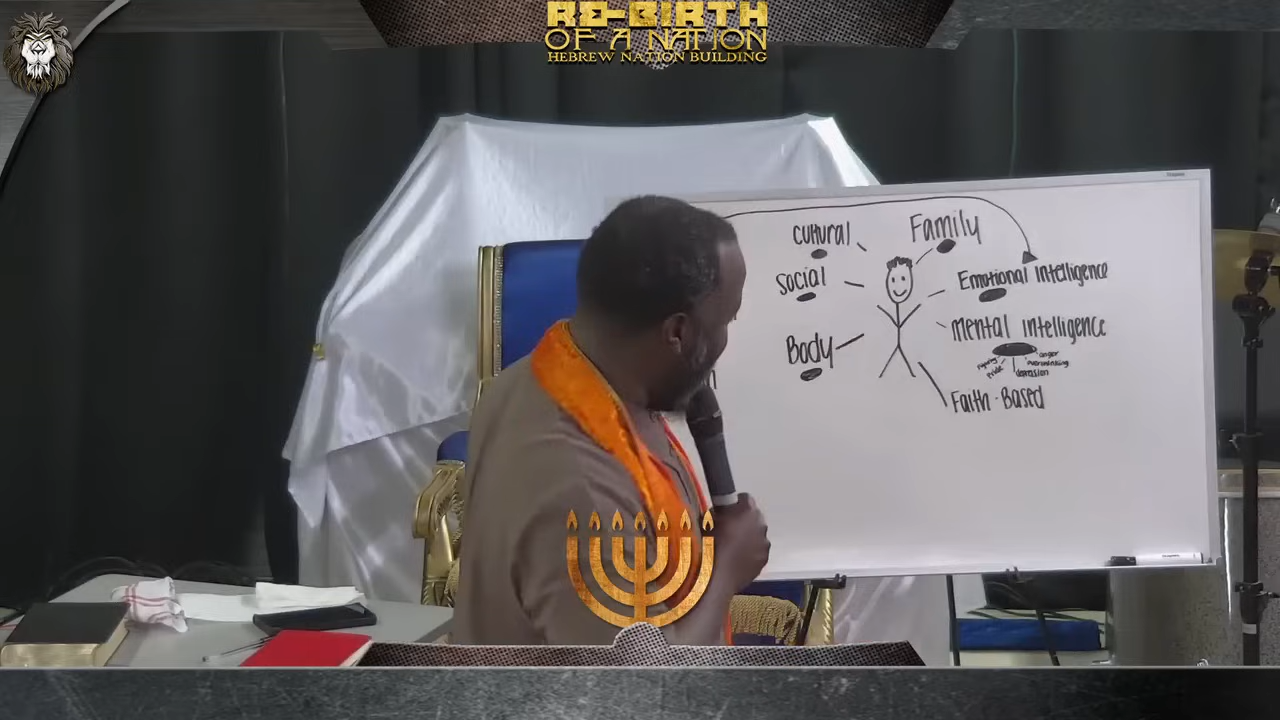 RE-BIRTH
OF A NATION
HEBREW NATION BUILDING
cultural
Family
social
Emotional Intelligence
Body
mental intelligence
anger
pride
overthinking
depression
Faith-Based